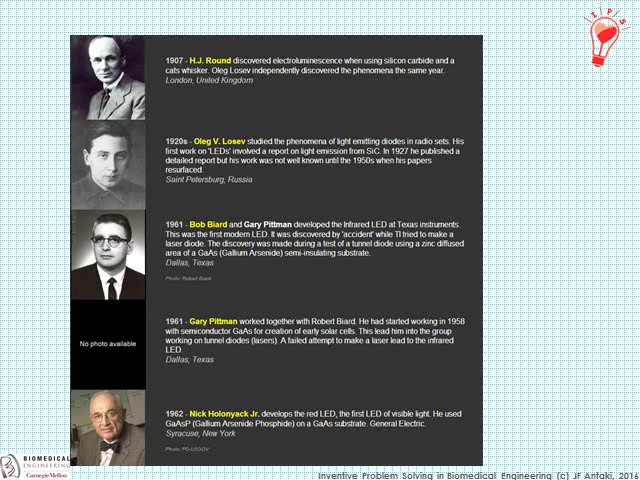 I P S
1907 - H.J. Round discovered electroluminescence when using silicon carbide and a
cats whisker. Oleg Losev independently discovered the phenomena the same year.
London, United Kingdom
1920s - Oleg V. Losev studied the phenomena of light emitting diodes in radio sets. His
first work on 'LEDs' involved a report on light emission from SiC. In 1927 he published a
detailed report but his work was not well known until the 1950s when his papers
resurfaced.
Saint Petersburg, Russia
1961 - Bob Biard and Gary Pittman developed the Infrared LED at Texas instruments.
This was the first modern LED. It was discovered by 'accident' while TI tried to make a
laser diode. The discovery was made during a test of a tunnel diode using a zinc diffused
area of a GaAs (Gallium Arsenide) semi-insulating substrate.
Dallas, Texas
Photo: Robert Biard
No photo available
1961 - Gary Pittman worked together with Robert Biard. He had started working in 1958
with semiconductor GaAs for creation of early solar cells. This lead him into the group
working on tunnel diodes (lasers). A failed attempt to make a laser lead to the infrared
LED.
Dallas, Texas
1962 - Nick Holonyack Jr. develops the red LED, the first LED of visible light. He used
GaAsP (Gallium Arsenide Phosphide) on a GaAs substrate. General Electric.
Syracuse, New York
Photo: PD-USGOV
BIOMEDICAL
ENGINEERING
Carnegie Mellon
Inventive Problem Solving in Biomedical Engineering (c) JF Antaki, 2016